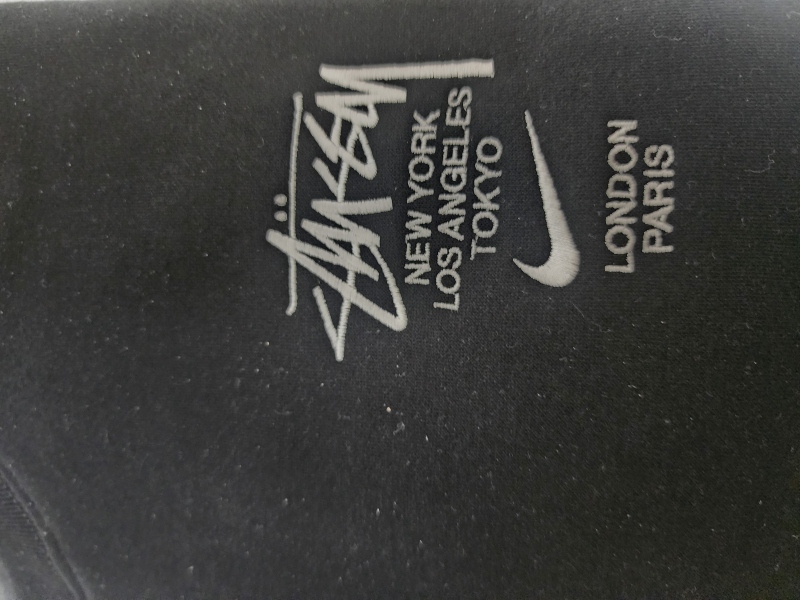 Stüssy
NEW YORK
LOS ANGELES
TOKYO
LONDON
PARIS